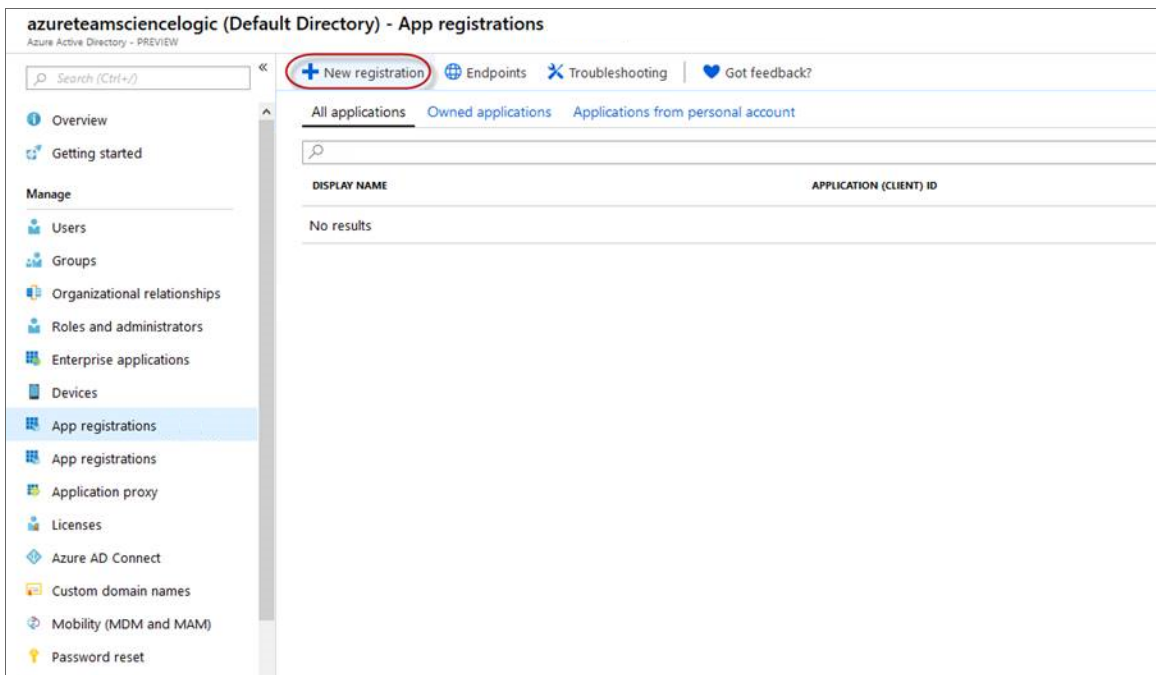 azureteamsciencelogic (Default Directory) - App registrations
Azure Active Directory - PREVIEW
Search (Ctrl+/)
«
Overview
Getting started
Manage
Users
Groups
Organizational relationships
Roles and administrators
Enterprise applications
Devices
App registrations
App registrations
Application proxy
Licenses
Azure AD Connect
Custom domain names
Mobility (MDM and MAM)
Password reset
New registration Endpoints Troubleshooting Got feedback?
All applications Owned applications Applications from personal account
DISPLAY NAME APPLICATION (CLIENT) ID
No results